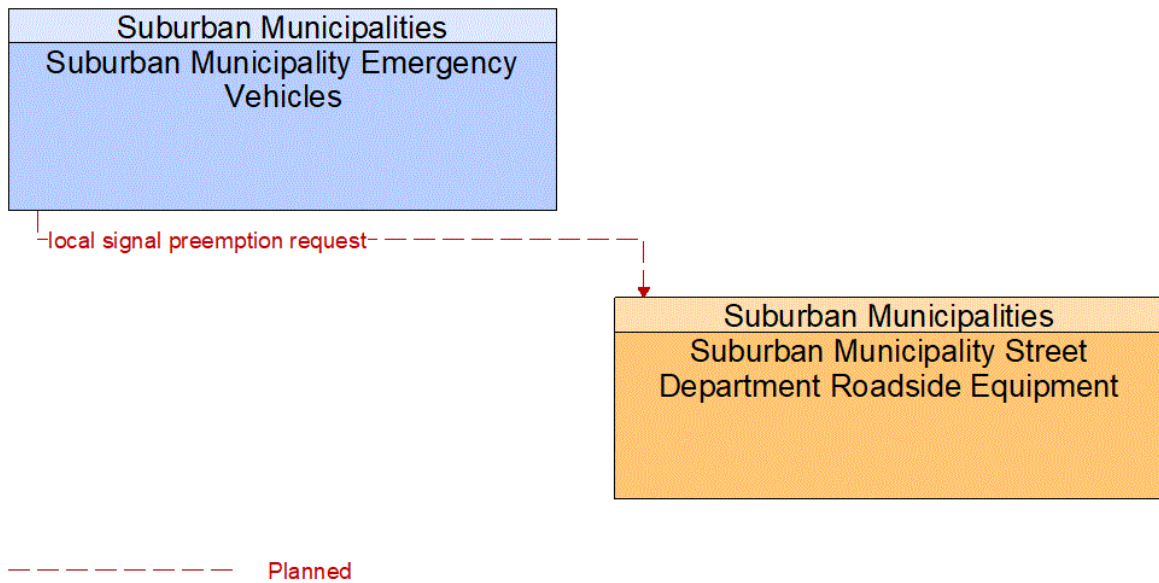 Suburban Municipalities
Suburban Municipality Emergency
Vehicles
local signal preemption request
Suburban Municipalities
Suburban Municipality Street
Department Roadside Equipment
Planned